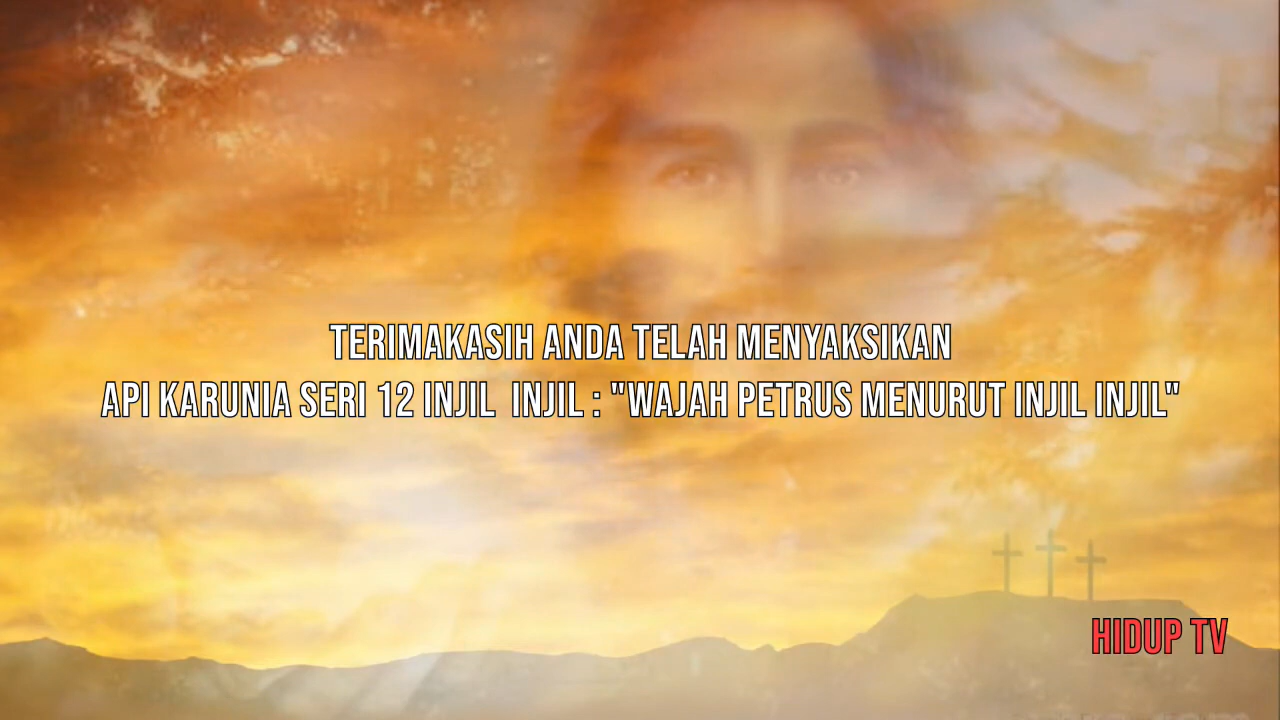 TERIMAKASIH ANDA TELAH MENYAKSIKAN
API KARUNIA SERI 12 INJIL  INJIL : "WAJAH PETRUS MENURUT INJIL INJIL"
HIDUP TV